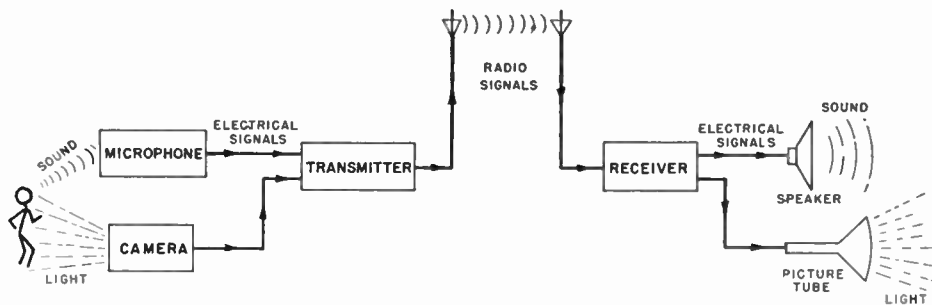 RADIO
SIGNALS
SOUND
MICROPHONE
ELECTRICAL
SIGNALS
TRANSMITTER
CAMERA
LIGHT
RECEIVER
ELECTRICAL
SIGNALS
SOUND
SPEAKER
PICTURE
TUBE
LIGHT